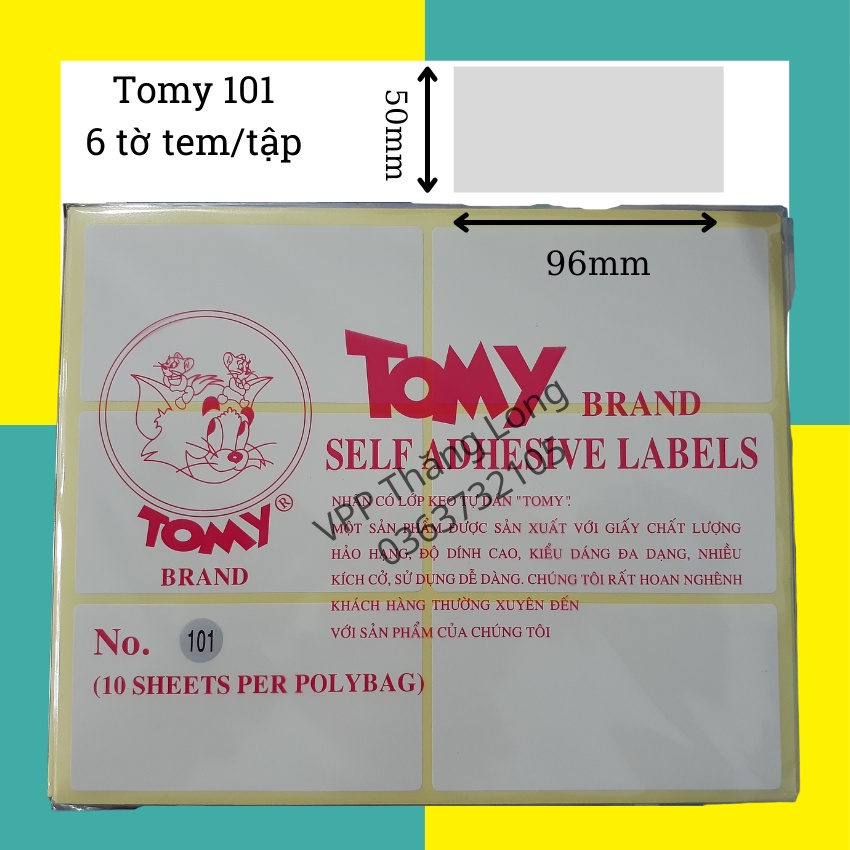 Tomy 101
6 tờ tem/tập
50mm
96mm
TOMY BRAND
SELF ADHESIVE LABELS
NHÃN CÓ LỚP KEO TỰ DÁN "TOMY".
MỘT SẢN PHẨM ĐƯỢC SẢN XUẤT VỚI GIẤY CHẤT LƯỢNG
HẢO HẠNG, ĐỘ DÍNH CAO, KIỂU DÁNG ĐA DẠNG, NHIỀU
KÍCH CỞ, SỬ DỤNG DỄ DÀNG. CHÚNG TÔI RẤT HOAN NGHÊNH
KHÁCH HÀNG THƯỜNG XUYÊN ĐẾN
VỚI SẢN PHẨM CỦA CHÚNG TÔI
TOMY ®
BRAND
No. 101
(10 SHEETS PER POLYBAG)
VPP Thăng Long
0363732105